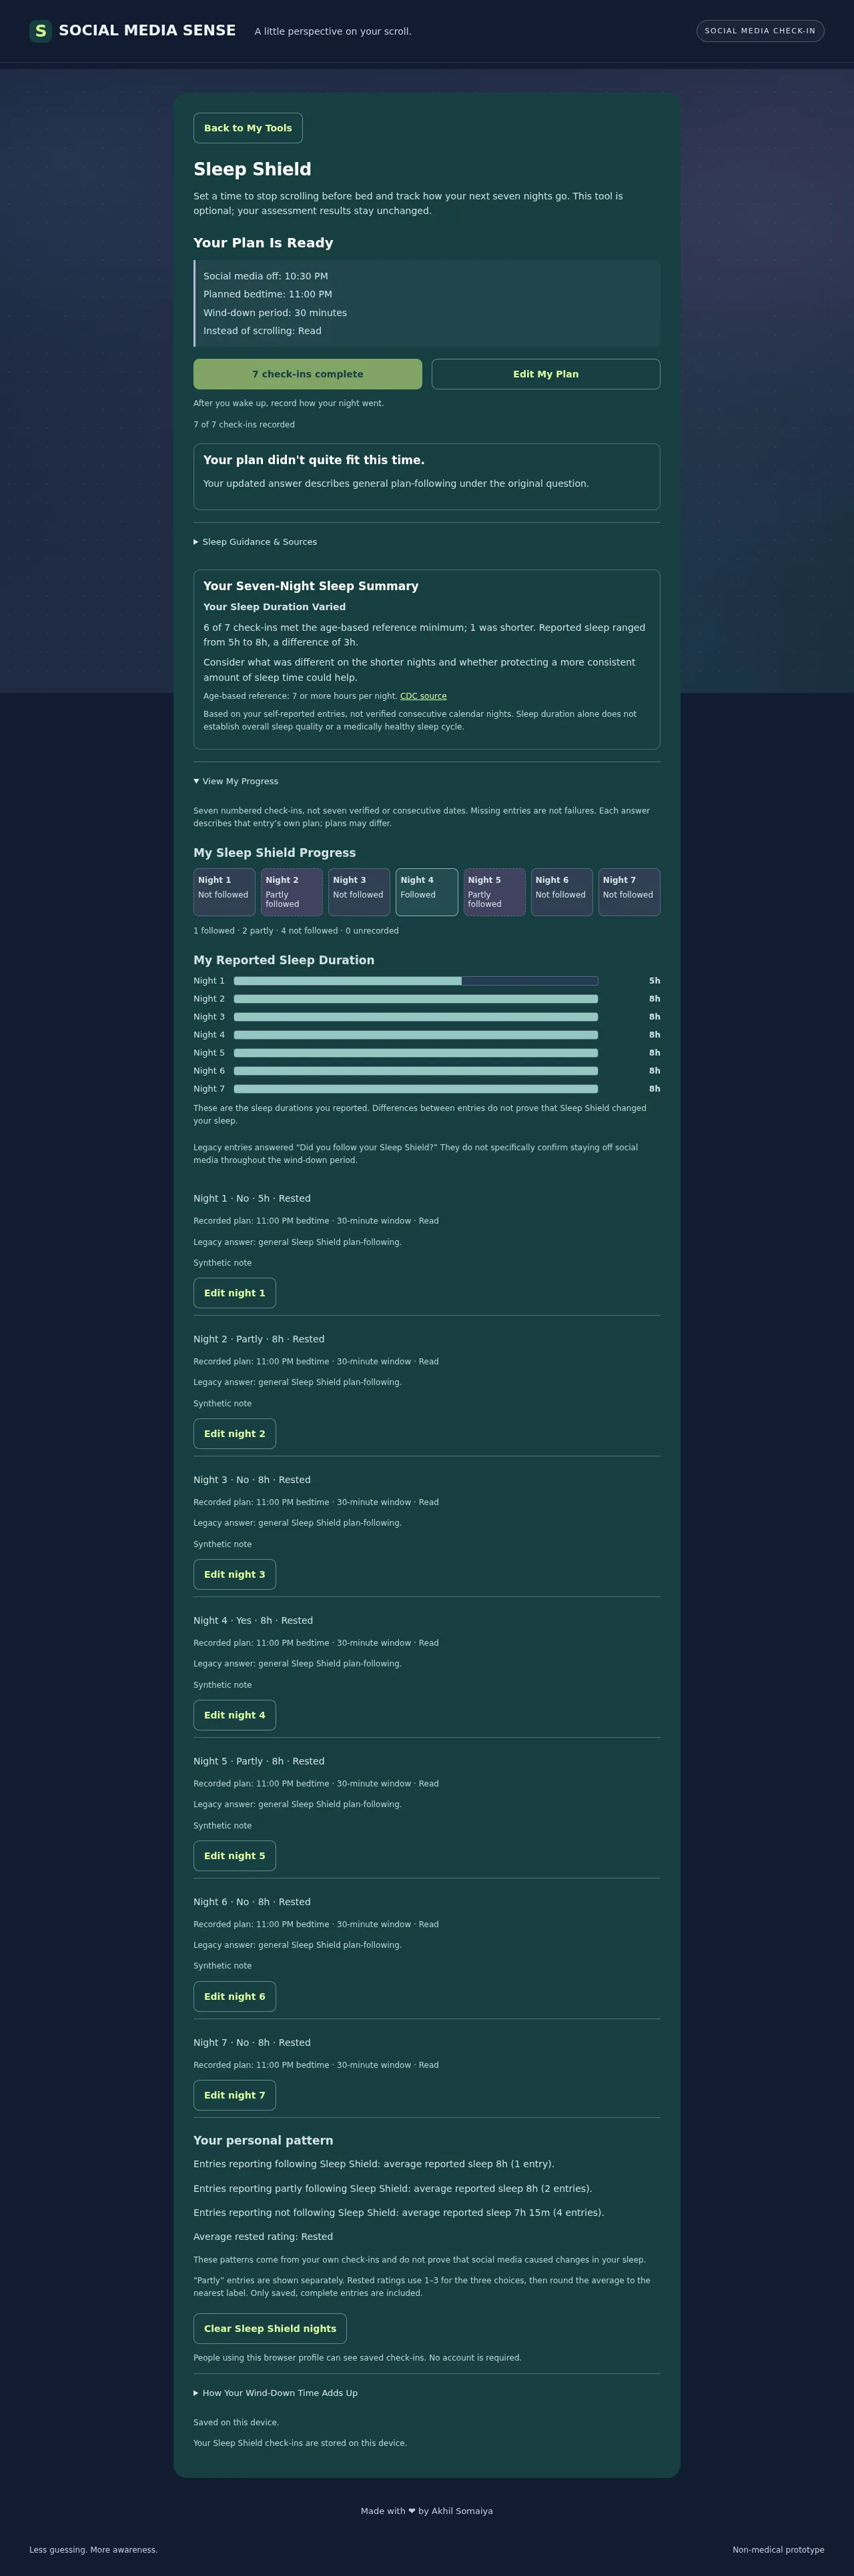 S SOCIAL MEDIA SENSE
A little perspective on your scroll.
SOCIAL MEDIA CHECK-IN
Back to My Tools
Sleep Shield
Set a time to stop scrolling before bed and track how your next seven nights go. This tool is
optional; your assessment results stay unchanged.
Your Plan Is Ready
Social media off: 10:30 PM
Planned bedtime: 11:00 PM
Wind-down period: 30 minutes
Instead of scrolling: Read
7 check-ins complete
Edit My Plan
After you wake up, record how your night went.
7 of 7 check-ins recorded
Your plan didn't quite fit this time.
Your updated answer describes general plan-following under the original question.
▶ Sleep Guidance & Sources
Your Seven-Night Sleep Summary
Your Sleep Duration Varied
6 of 7 check-ins met the age-based reference minimum; 1 was shorter. Reported sleep ranged
from 5h to 8h, a difference of 3h.
Consider what was different on the shorter nights and whether protecting a more consistent
amount of sleep time could help.
Age-based reference: 7 or more hours per night. CDC source
Based on your self-reported entries, not verified consecutive calendar nights. Sleep duration alone does not
establish overall sleep quality or a medically healthy sleep cycle.
▼ View My Progress
Seven numbered check-ins, not seven verified or consecutive dates. Missing entries are not failures. Each answer
describes that entry's own plan; plans may differ.
My Sleep Shield Progress
Night 1
Not followed
Night 2
Partly
followed
Night 3
Not followed
Night 4
Followed
Night 5
Partly
followed
Night 6
Not followed
Night 7
Not followed
1 followed · 2 partly · 4 not followed · 0 unrecorded
My Reported Sleep Duration
Night 1 5h
Night 2 8h
Night 3 8h
Night 4 8h
Night 5 8h
Night 6 8h
Night 7 8h
These are the sleep durations you reported. Differences between entries do not prove that Sleep Shield changed
your sleep.
Legacy entries answered “Did you follow your Sleep Shield?” They do not specifically confirm staying off social
media throughout the wind-down period.
Night 1 · No · 5h · Rested
Recorded plan: 11:00 PM bedtime · 30-minute window · Read
Legacy answer: general Sleep Shield plan-following.
Synthetic note
Edit night 1
Night 2 · Partly · 8h · Rested
Recorded plan: 11:00 PM bedtime · 30-minute window · Read
Legacy answer: general Sleep Shield plan-following.
Synthetic note
Edit night 2
Night 3 · No · 8h · Rested
Recorded plan: 11:00 PM bedtime · 30-minute window · Read
Legacy answer: general Sleep Shield plan-following.
Synthetic note
Edit night 3
Night 4 · Yes · 8h · Rested
Recorded plan: 11:00 PM bedtime · 30-minute window · Read
Legacy answer: general Sleep Shield plan-following.
Synthetic note
Edit night 4
Night 5 · Partly · 8h · Rested
Recorded plan: 11:00 PM bedtime · 30-minute window · Read
Legacy answer: general Sleep Shield plan-following.
Synthetic note
Edit night 5
Night 6 · No · 8h · Rested
Recorded plan: 11:00 PM bedtime · 30-minute window · Read
Legacy answer: general Sleep Shield plan-following.
Synthetic note
Edit night 6
Night 7 · No · 8h · Rested
Recorded plan: 11:00 PM bedtime · 30-minute window · Read
Edit night 7
Your personal pattern
Entries reporting following Sleep Shield: average reported sleep 8h (1 entry).
Entries reporting partly following Sleep Shield: average reported sleep 8h (2 entries).
Entries reporting not following Sleep Shield: average reported sleep 7h 15m (4 entries).
Average rested rating: Rested
These patterns come from your own check-ins and do not prove that social media caused changes in your sleep.
“Partly” entries are shown separately. Rested ratings use 1–3 for the three choices, then round the average to the
nearest label. Only saved, complete entries are included.
Clear Sleep Shield nights
People using this browser profile can see saved check-ins. No account is required.
▶ How Your Wind-Down Time Adds Up
Saved on this device.
Your Sleep Shield check-ins are stored on this device.
Made with ❤ by Akhil Somaiya
Less guessing. More awareness.
Non-medical prototype